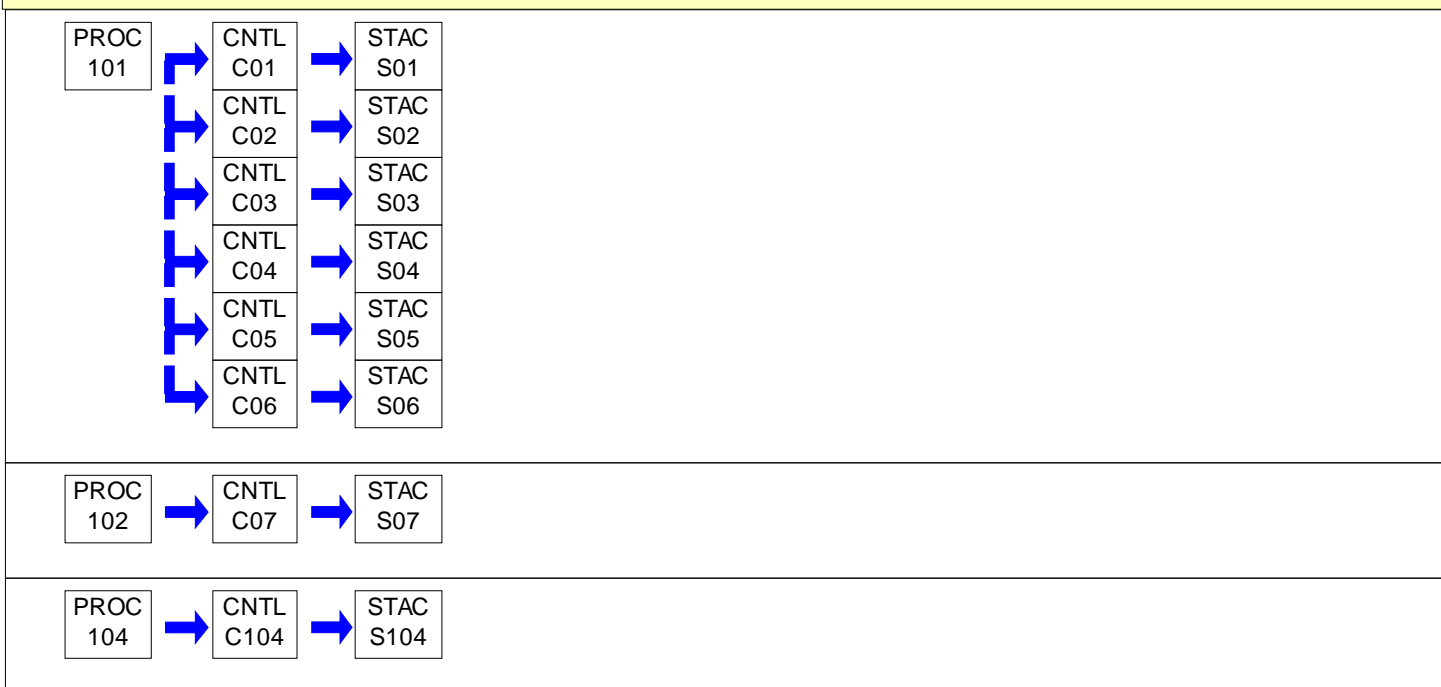 PROC CNTL STAC
101 C01 S01
CNTL STAC
C02 S02
CNTL STAC
C03 S03
CNTL STAC
C04 S04
CNTL STAC
C05 S05
CNTL STAC
C06 S06
PROC CNTL STAC
102 C07 S07
PROC CNTL STAC
104 C104 S104